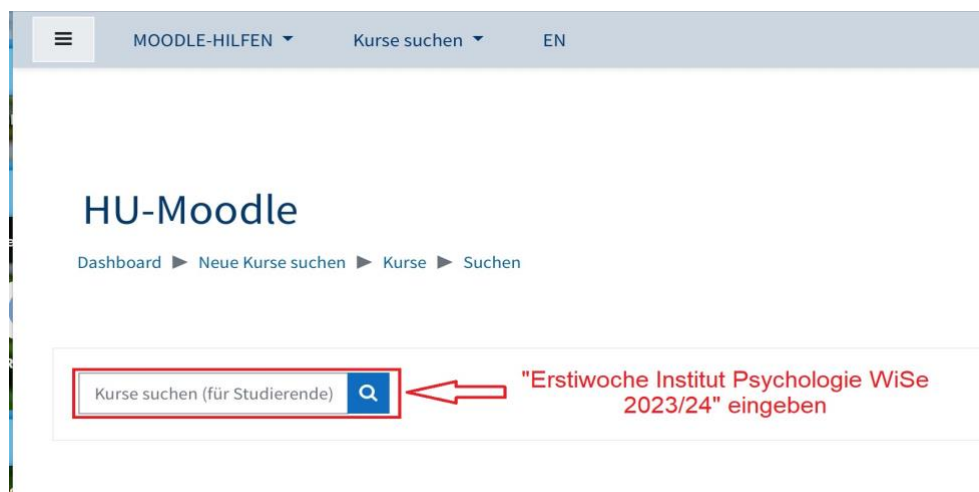 MOODLE-HILFEN Kurse suchen EN
HU-Moodle
Dashboard ► Neue Kurse suchen ► Kurse ► Suchen
Kurse suchen (für Studierende)
"Erstiwoche Institut Psychologie WiSe
2023/24" eingeben